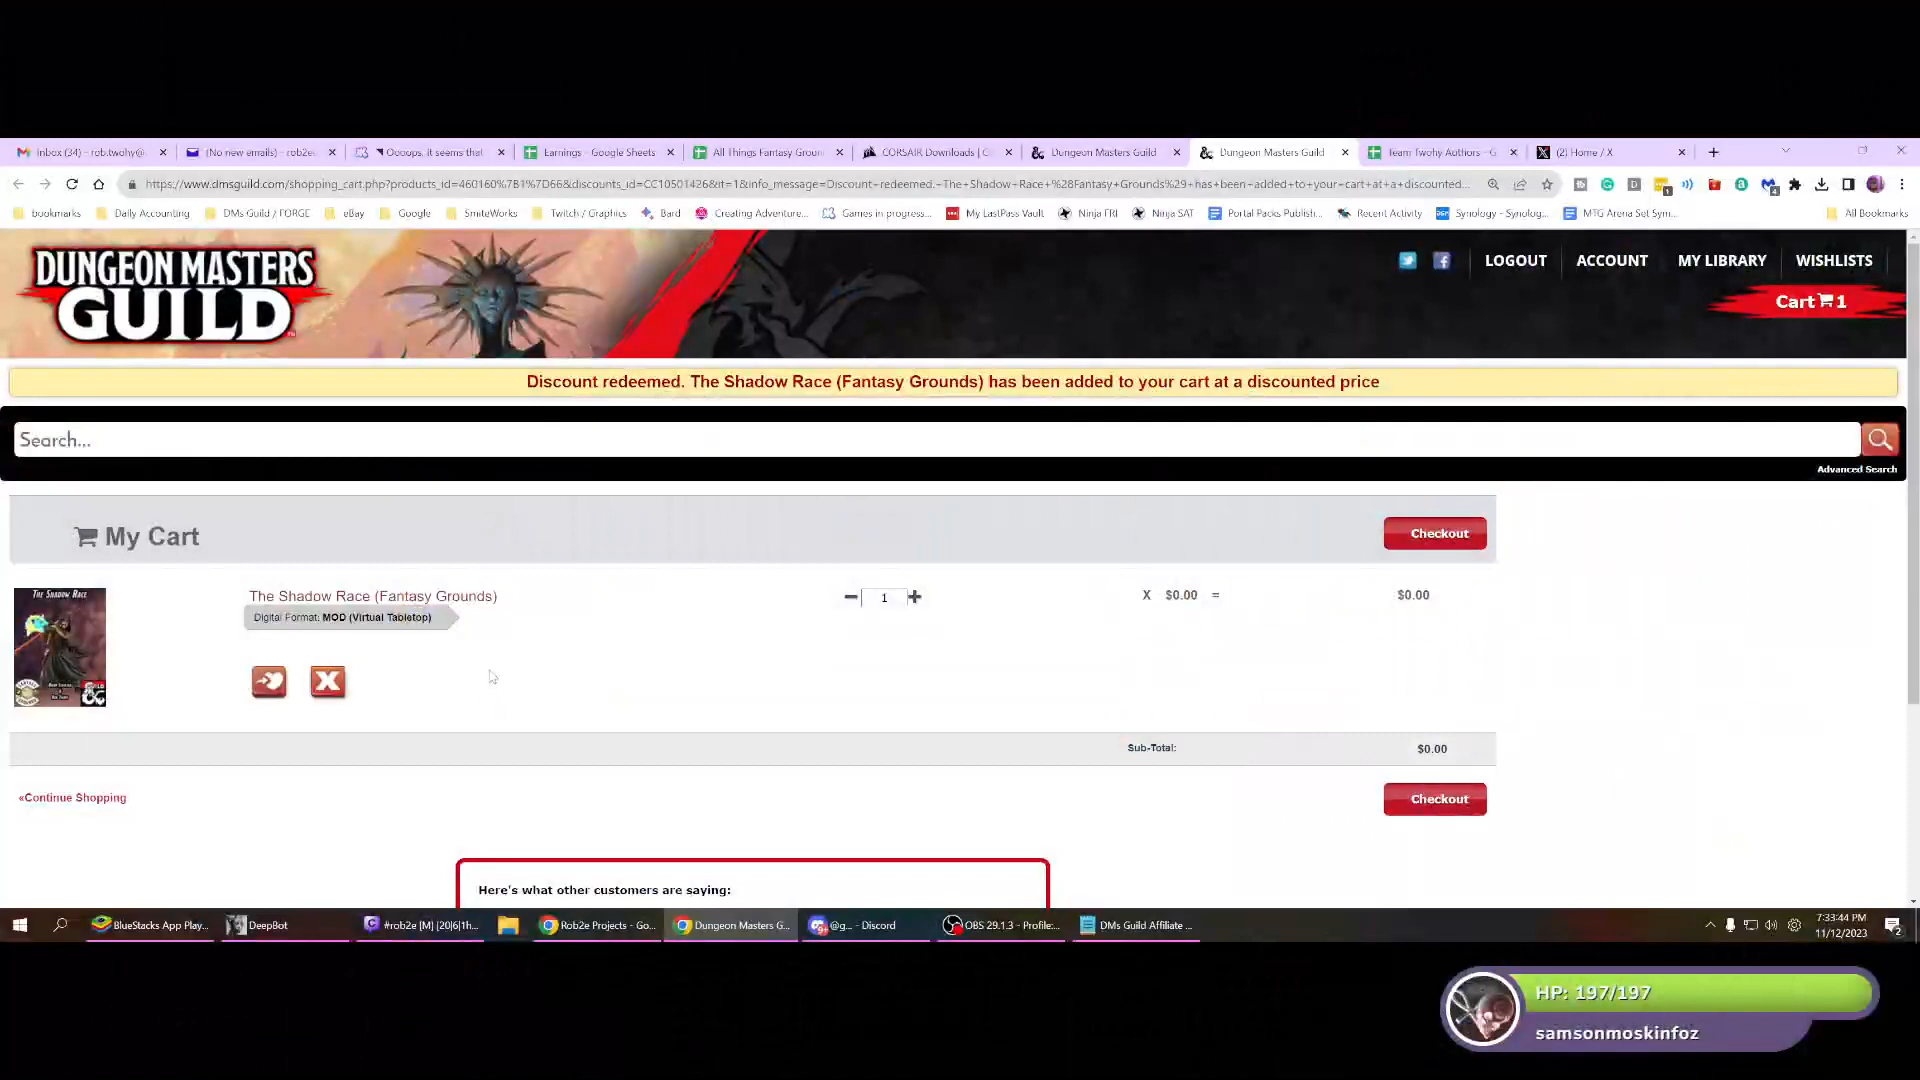 Inbox (34) - rob.twohy@
(No new emails) - rob2e
Oooops, it seems that
Earnings - Google Sheets
All Things Fantasy Groun
CORSAIR Downloads | C
Dungeon Masters Guild
Dungeon Masters Guild
Team Twohy Authors - G
(2) Home / X
https://www.dmsguild.com/shopping_cart.php?products_id=460160%7B1%7D66&discounts_id=CC10501426&it=1&info_message=Discount+redeemed.+The+Shadow+Race+%28Fantasy+Grounds%29+has+been+added+to+your+cart+at+a+discounted...
bookmarks
Daily Accounting
DMs Guild / FORGE
eBay
Google
SmiteWorks
Twitch / Graphics
Bard
Creating Adventure...
Games in progress...
My LastPass Vault
Ninja FRI
Ninja SAT
Portal Packs Publish...
Recent Activity
Synology - Synolog...
MTG Arena Set Sym...
All Bookmarks
DUNGEON MASTERS
GUILD
LOGOUT
ACCOUNT
MY LIBRARY
WISHLISTS
Cart 1
Discount redeemed. The Shadow Race (Fantasy Grounds) has been added to your cart at a discounted price
Search...
Advanced Search
My Cart
Checkout
THE SHADOW RACE
The Shadow Race (Fantasy Grounds)
Digital Format: MOD (Virtual Tabletop)
1
X $0.00 =
$0.00
Sub-Total:
$0.00
«Continue Shopping
Checkout
Here's what other customers are saying:
BlueStacks App Play...
DeepBot
#rob2e [M] [20|6|1h...
Rob2e Projects - Go...
Dungeon Masters G...
@g... - Discord
OBS 29.1.3 - Profile:...
DMs Guild Affiliate ...
7:33:44 PM
11/12/2023
HP: 197/197
samsonmoskinfoz